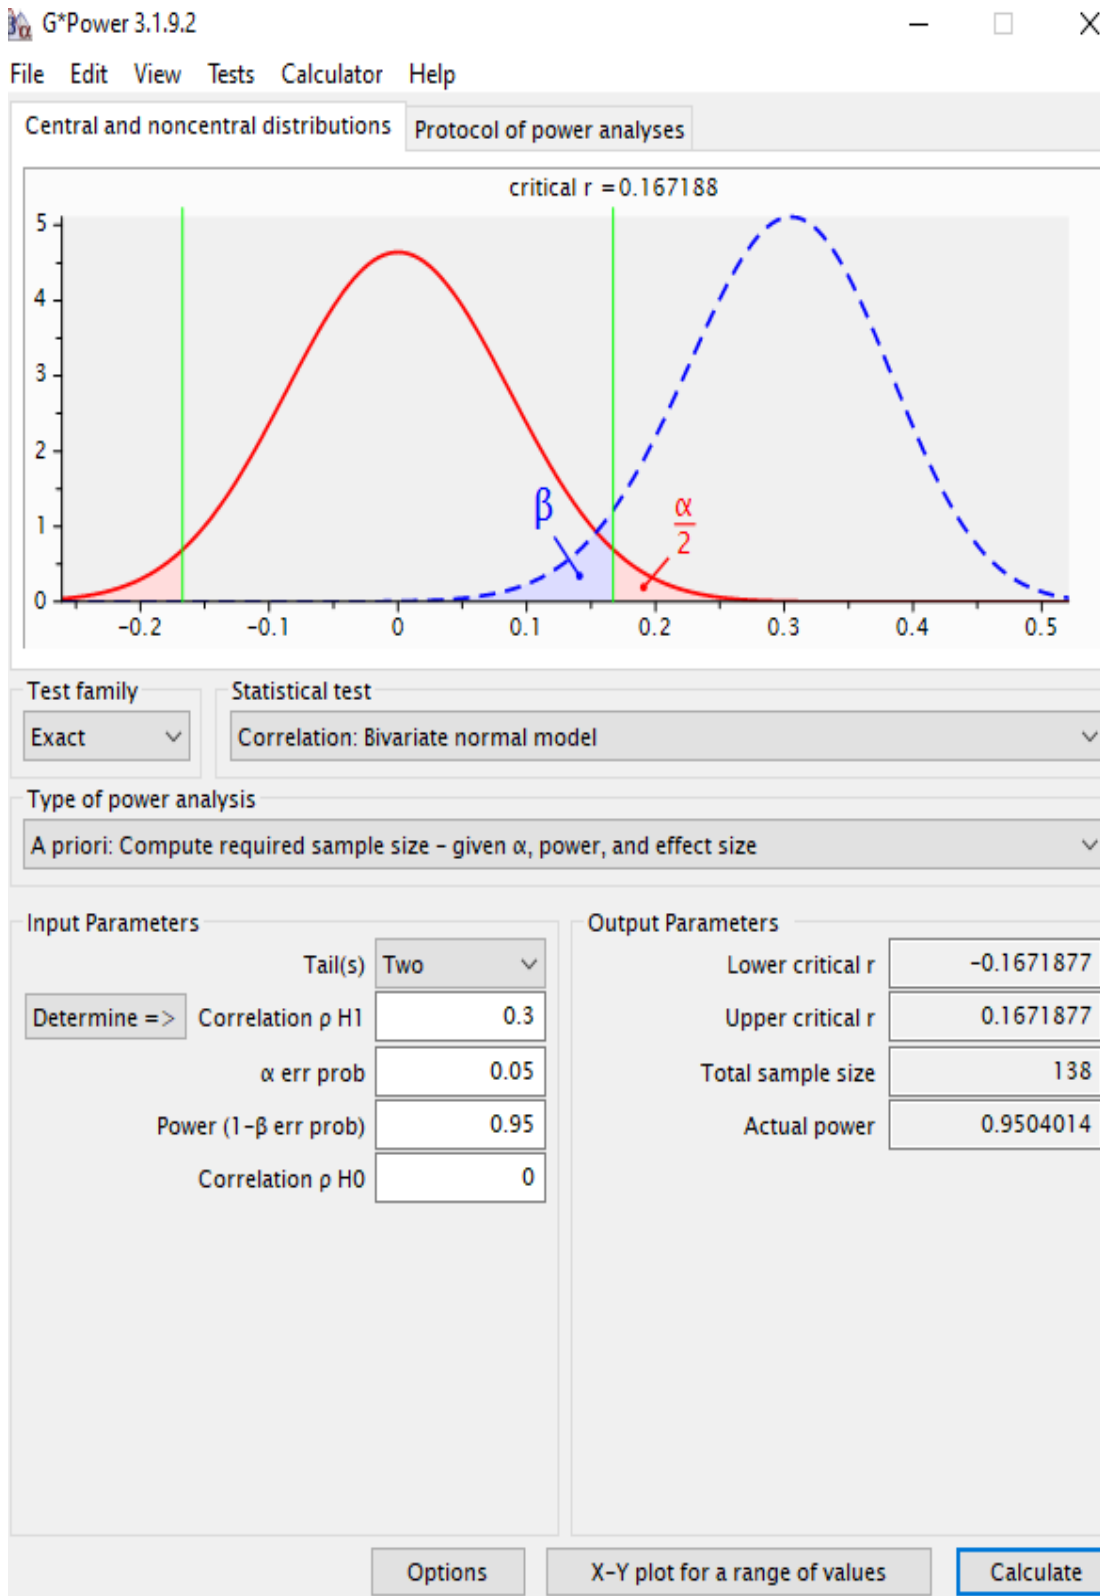 G*Power 3.1.9.2
File Edit View Tests Calculator Help
Central and noncentral distributions Protocol of power analyses
critical r = 0.167188
5
4
3
2
1
0
β
α
2
-0.2 -0.1 0 0.1 0.2 0.3 0.4 0.5
Test family Statistical test
Exact Correlation: Bivariate normal model
Type of power analysis
A priori: Compute required sample size – given α, power, and effect size
Input Parameters
Tail(s) Two
Determine => Correlation ρ H1 0.3
α err prob 0.05
Power (1-β err prob) 0.95
Correlation ρ H0 0
Output Parameters
Lower critical r -0.1671877
Upper critical r 0.1671877
Total sample size 138
Actual power 0.9504014
Options X-Y plot for a range of values Calculate